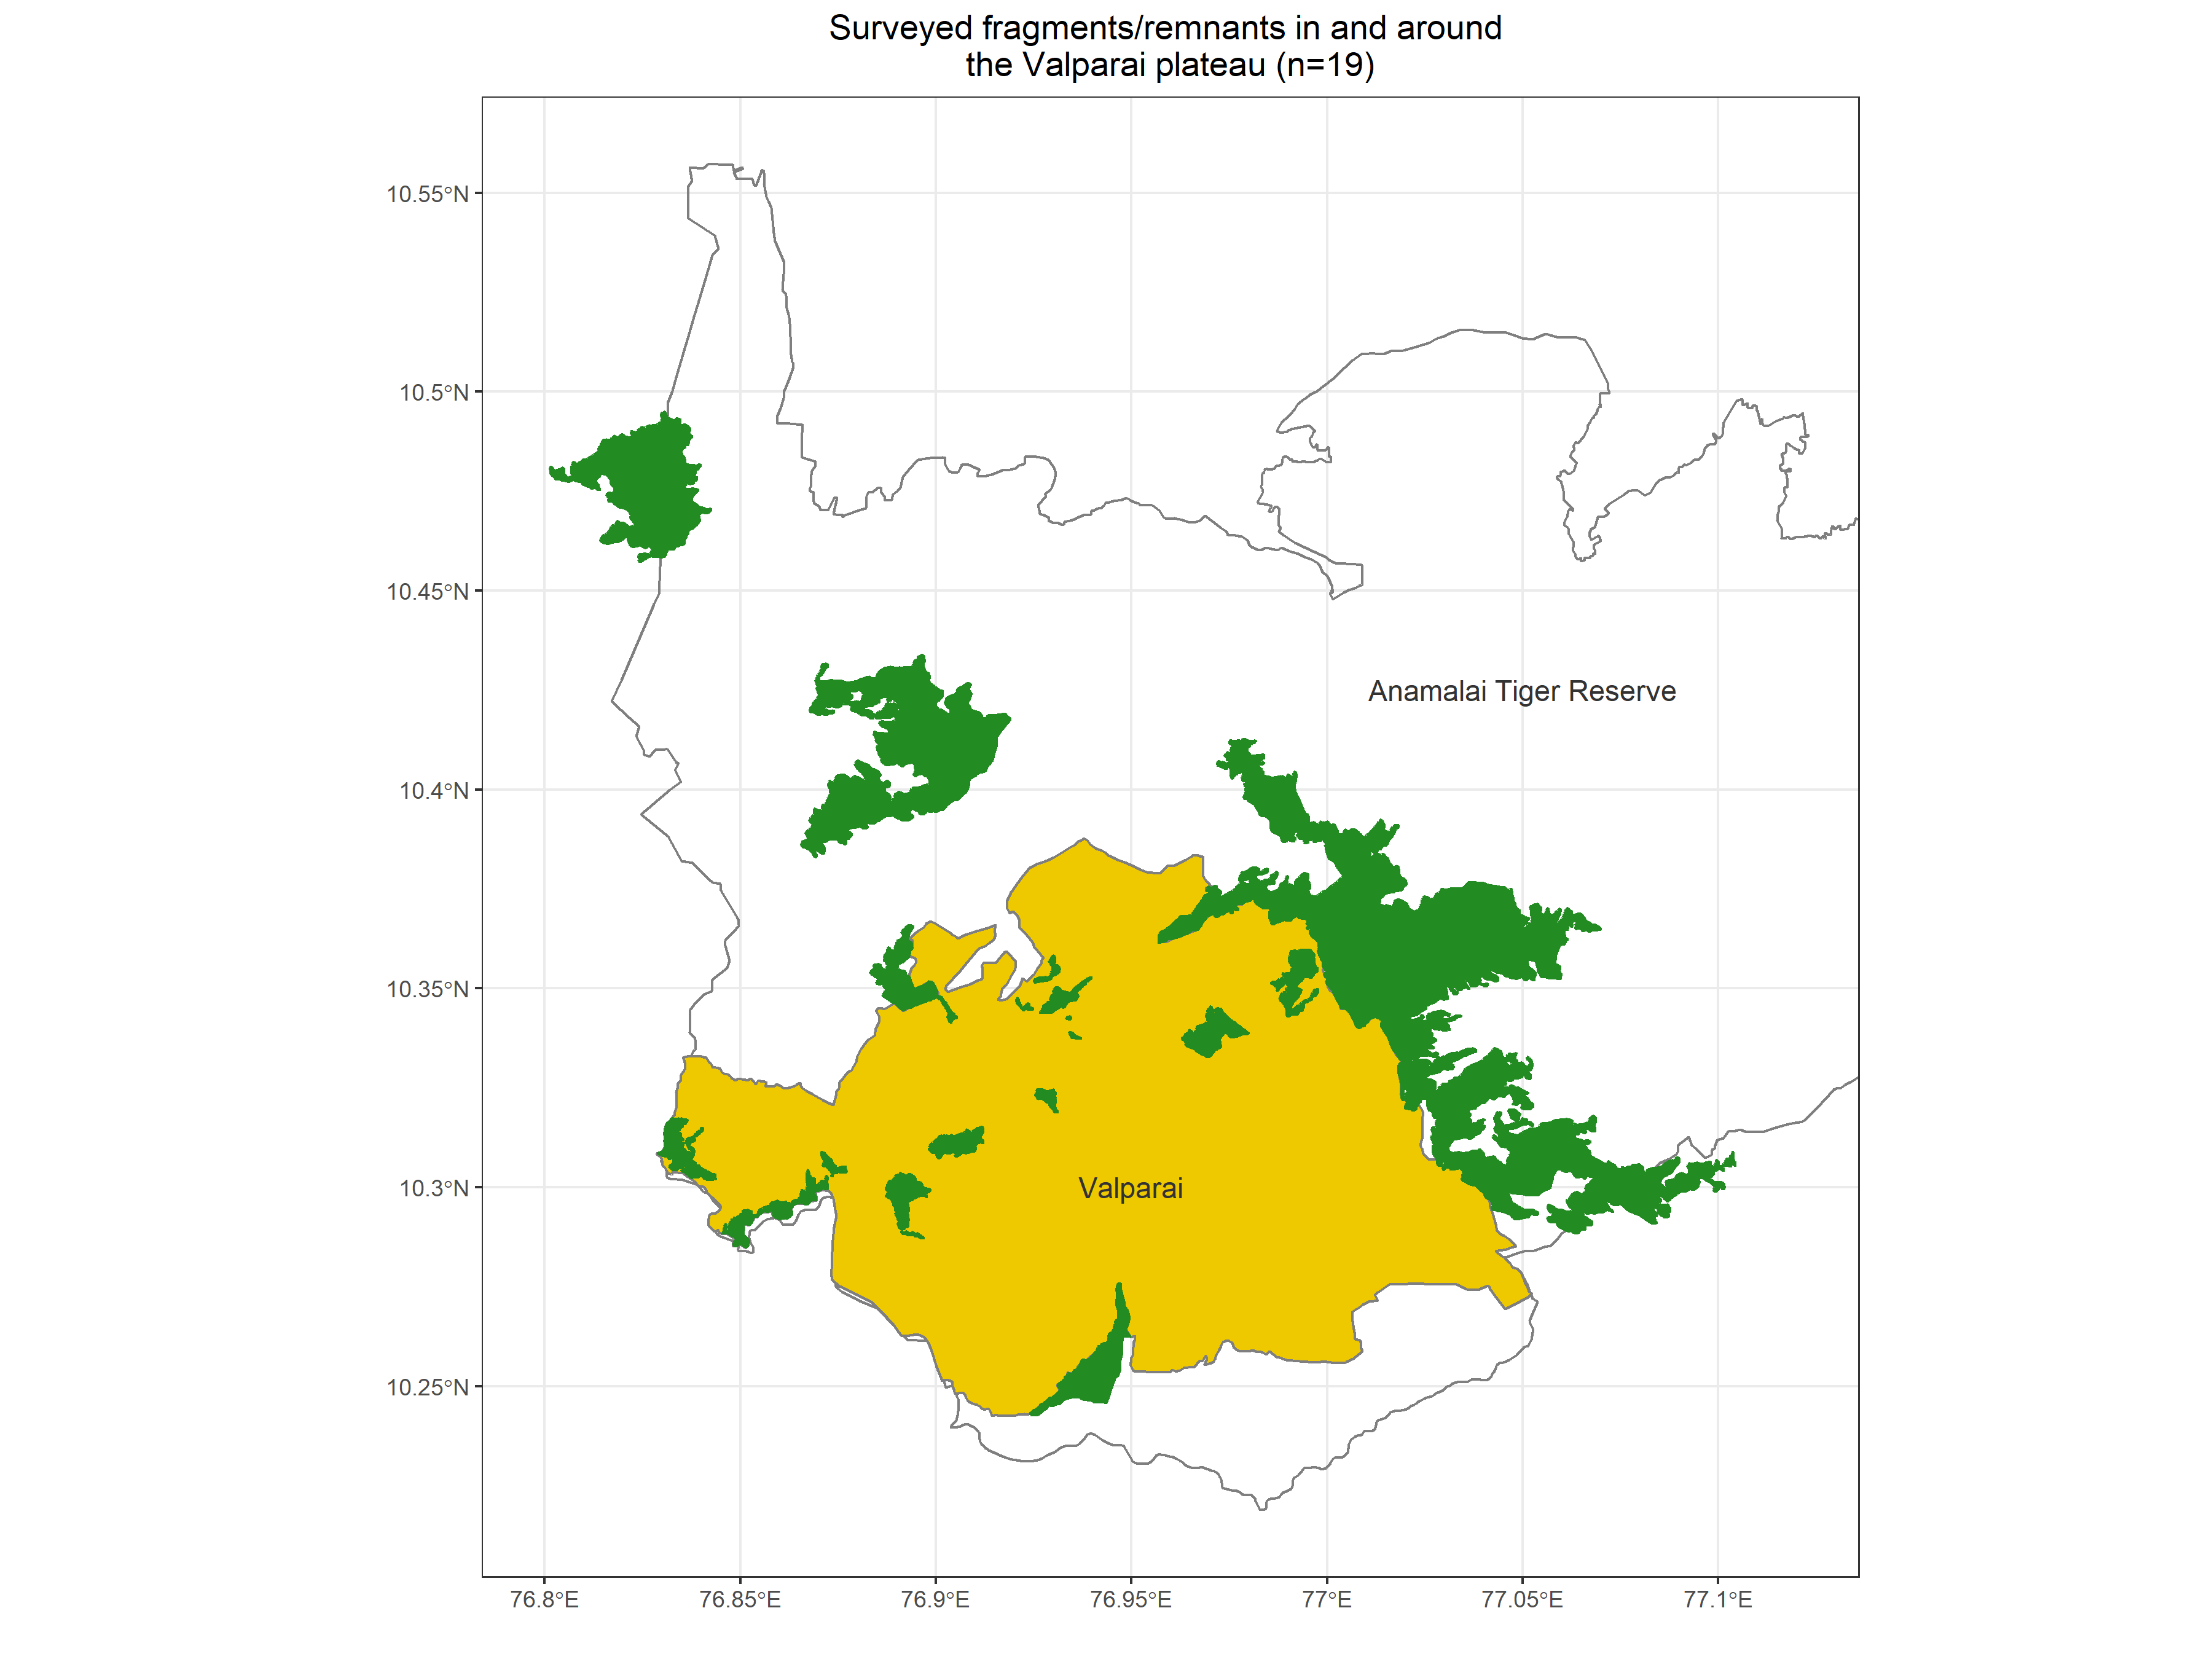 Surveyed fragments/remnants in and around
the Valparai plateau (n=19)
10.55°N
10.5°N
10.45°N
Anamalai Tiger Reserve
10.4°N
10.35°N
10.3°N
Valparai
10.25°N
76.8°E
76.85°E
76.9°E
76.95°E
77°E
77.05°E
77.1°E